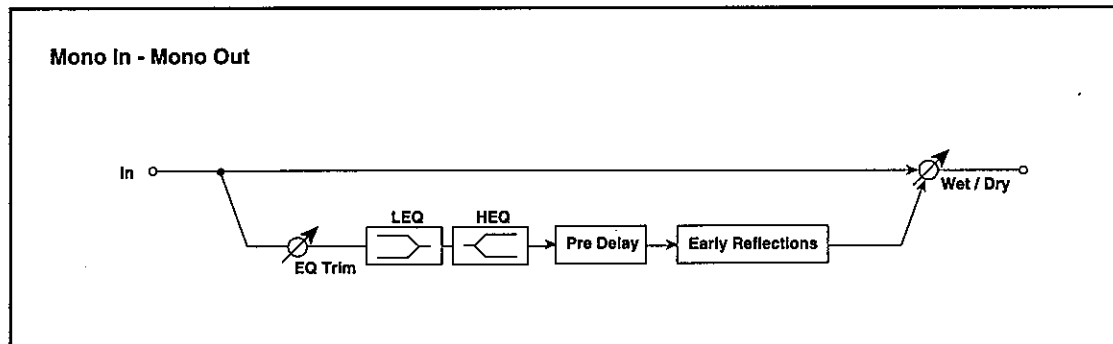 Mono In - Mono Out
In
Wet / Dry
LEQ
HEQ
EQ Trim
Pre Delay
Early Reflections